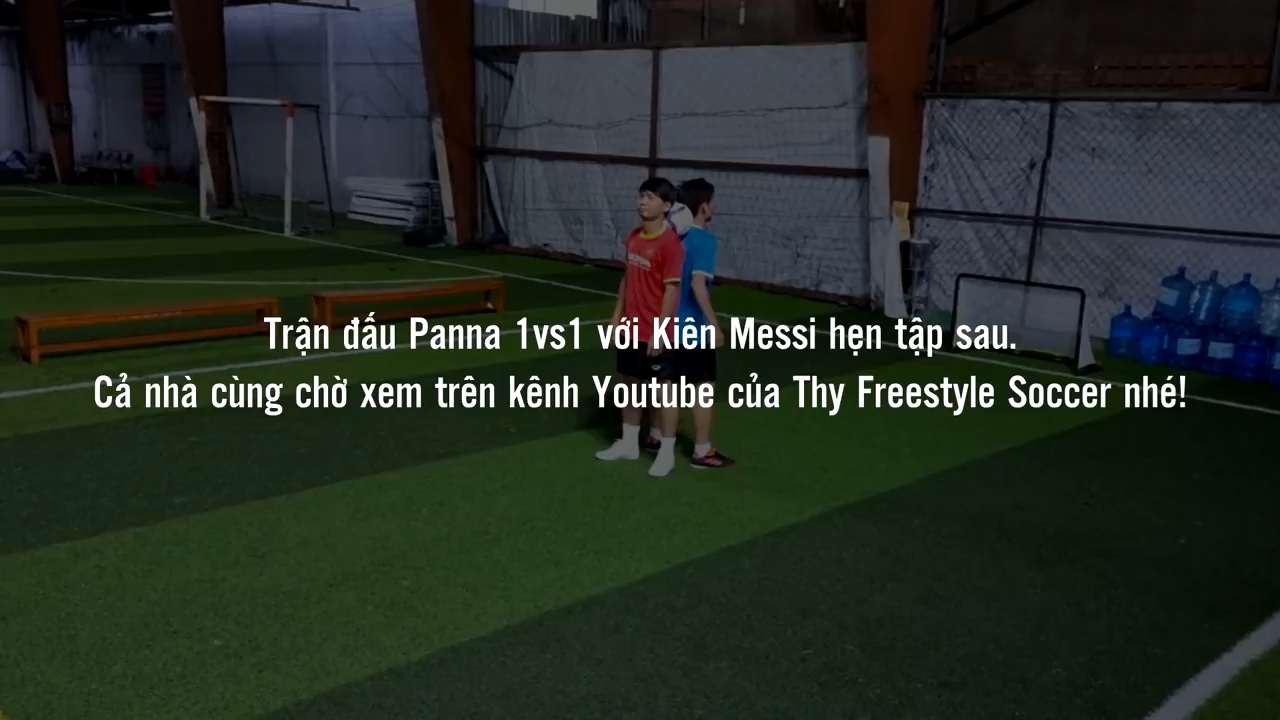 Trận đấu Panna 1vs1 với Kiên Messi hẹn tập sau.
Cả nhà cùng chờ xem trên kênh Youtube của Thy Freestyle Soccer nhé!